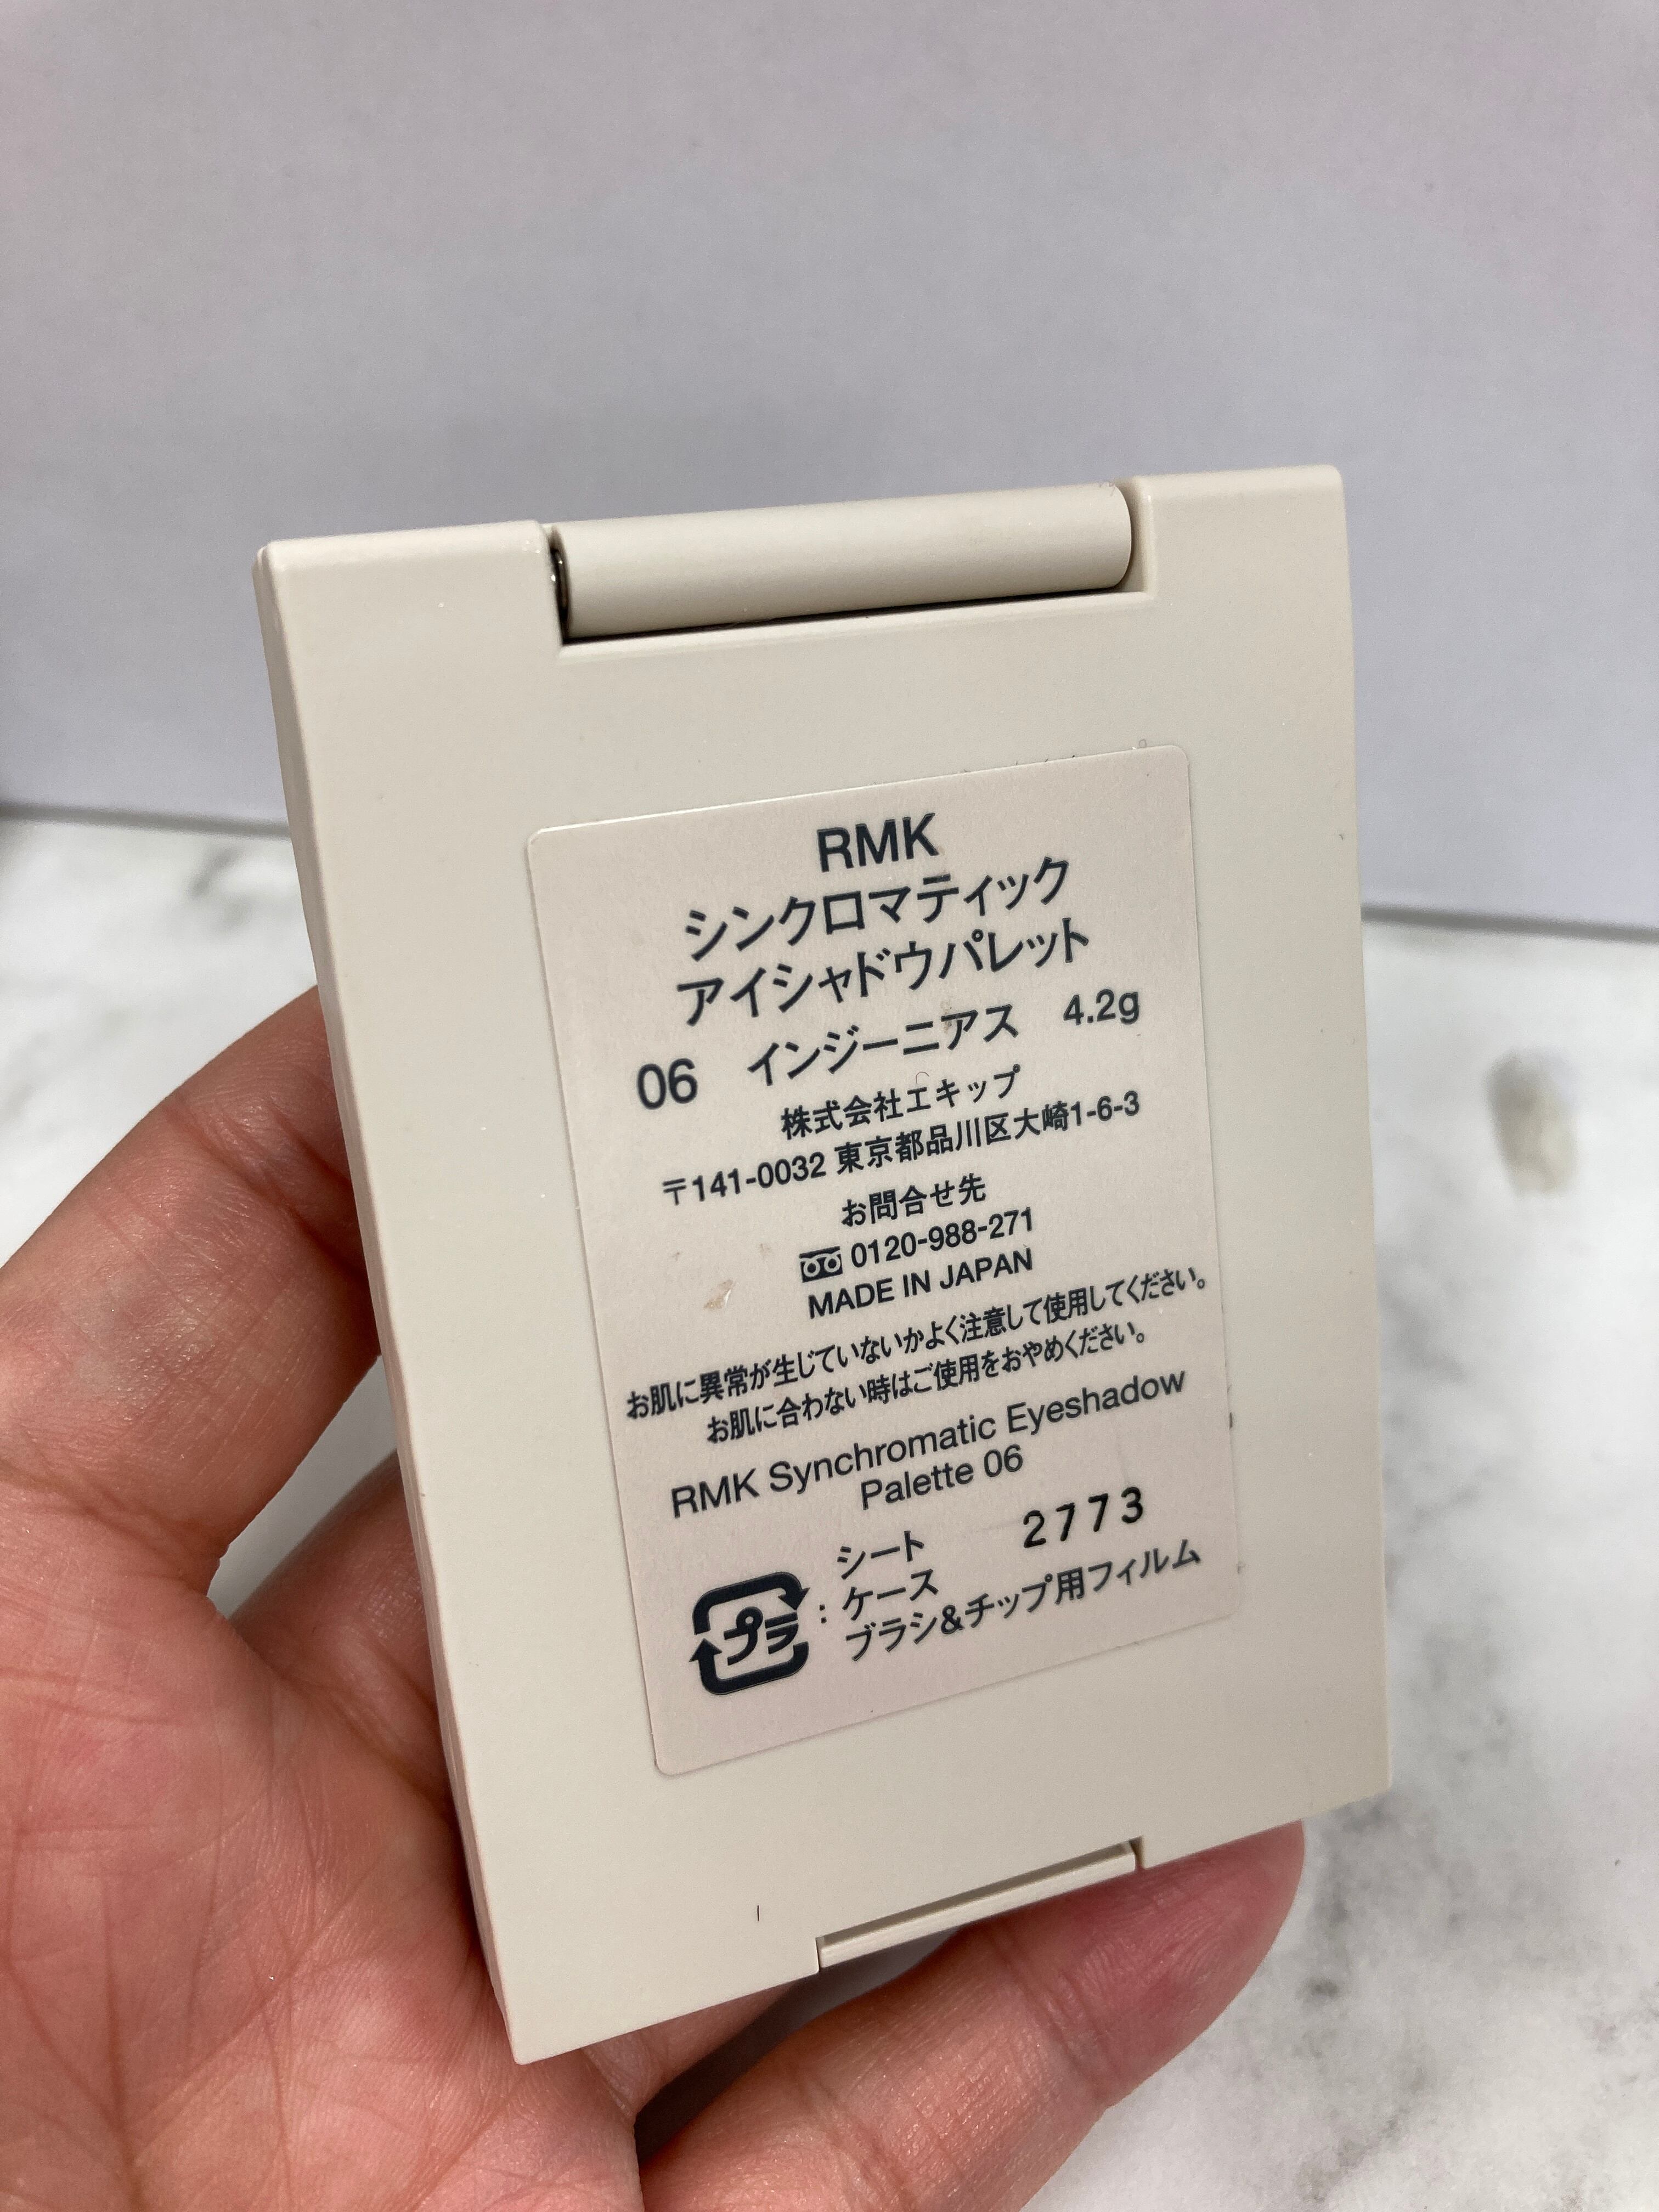 RMK
シンクロマティック
アイシャドウパレット
06 インジーニアス 4.2g
株式会社エキップ
〒141-0032 東京都品川区大崎1-6-3
お問合せ先
0120-988-271
MADE IN JAPAN
お肌に異常が生じていないかよく注意して使用してください。
お肌に合わない時はご使用をおやめください。
RMK Synchromatic Eyeshadow
Palette 06
2773
プラ : シート
ケース
ブラシ&チップ用フィルム